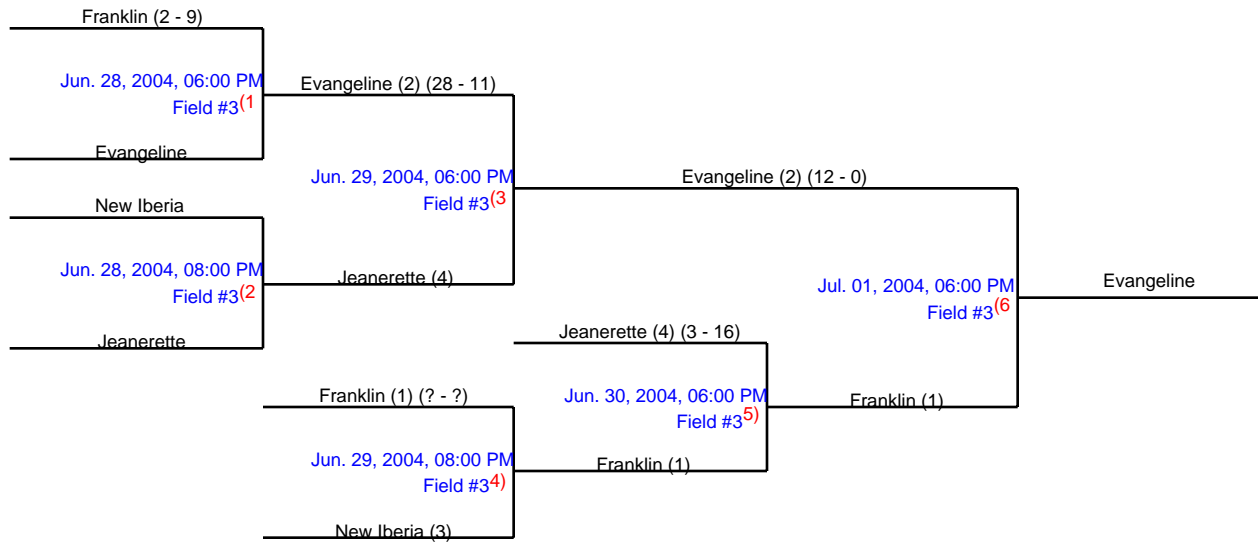 Franklin (2 - 9)
Jun. 28, 2004, 06:00 PM
Field #3(1
Evangeline (2) (28 - 11)
Evangeline
Jun. 29, 2004, 06:00 PM
Field #3(3
Evangeline (2) (12 - 0)
New Iberia
Jun. 28, 2004, 08:00 PM
Field #3(2
Jeanerette (4)
Jul. 01, 2004, 06:00 PM
Field #3(6
Evangeline
Jeanerette
Jeanerette (4) (3 - 16)
Franklin (1) (? - ?)
Jun. 30, 2004, 06:00 PM
Field #35)
Franklin (1)
Jun. 29, 2004, 08:00 PM
Field #34)
Franklin (1)
New Iberia (3)